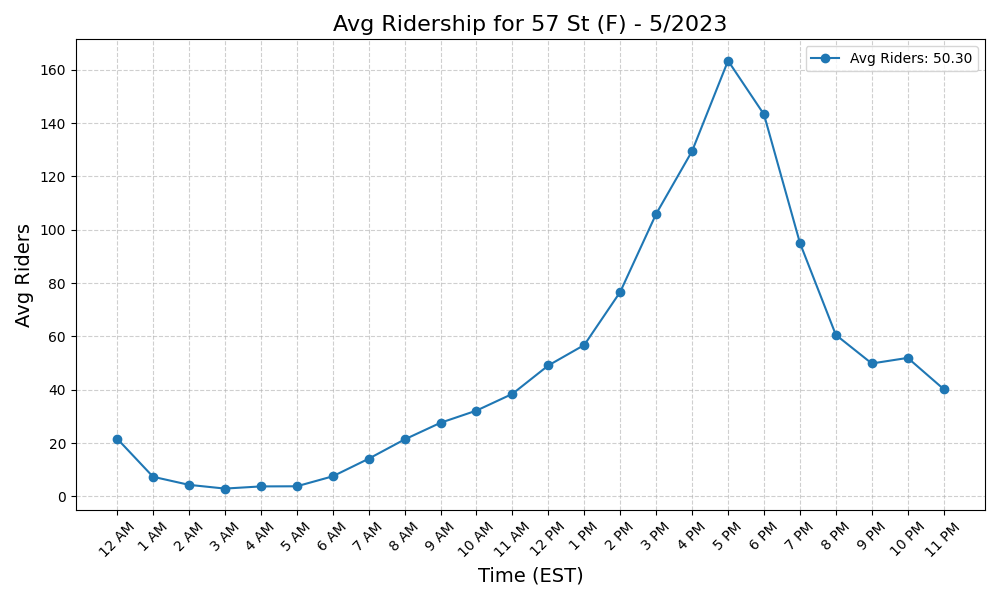 Avg Ridership for 57 St (F) - 5/2023
Avg Riders: 50.30
Avg Riders
160
140
120
100
80
60
40
20
0
12 AM
1 AM
2 AM
3 AM
4 AM
5 AM
6 AM
7 AM
8 AM
9 AM
10 AM
11 AM
12 PM
1 PM
2 PM
3 PM
4 PM
5 PM
6 PM
7 PM
8 PM
9 PM
10 PM
11 PM
Time (EST)